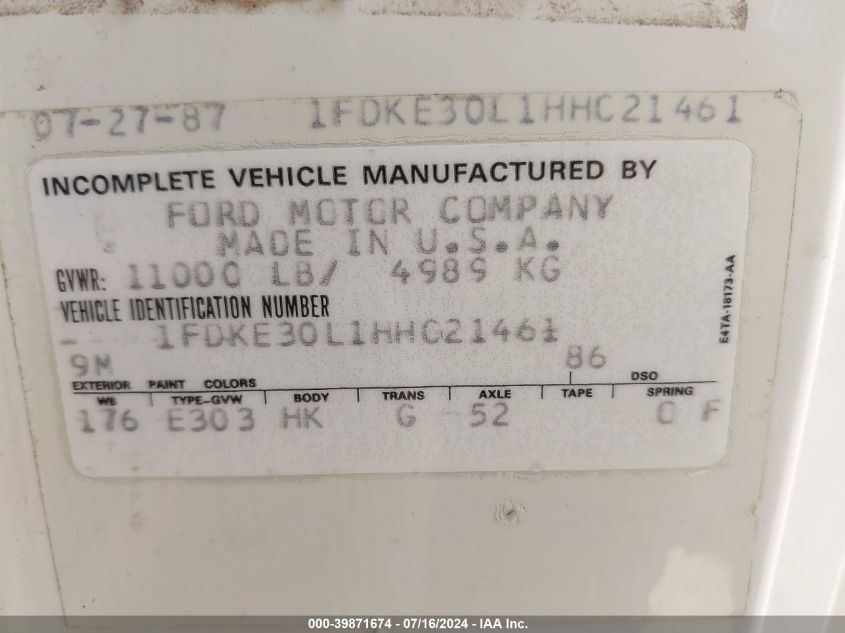 07-27-87 1FDKE30L1HHC21461
INCOMPLETE VEHICLE MANUFACTURED BY
FORD MOTOR COMPANY
MADE IN U.S.A.
GVWR: 11000 LB/ 4989 KG
VEHICLE IDENTIFICATION NUMBER
1FDKE30L1HHC21461
9M 86
EXTERIOR PAINT COLORS DSO
WB TYPE-GVW BODY TRANS AXLE TAPE SPRING
176 E303 HK G 52 C F
E4TA-18173-AA
000-39871674 - 07/16/2024 - IAA Inc.